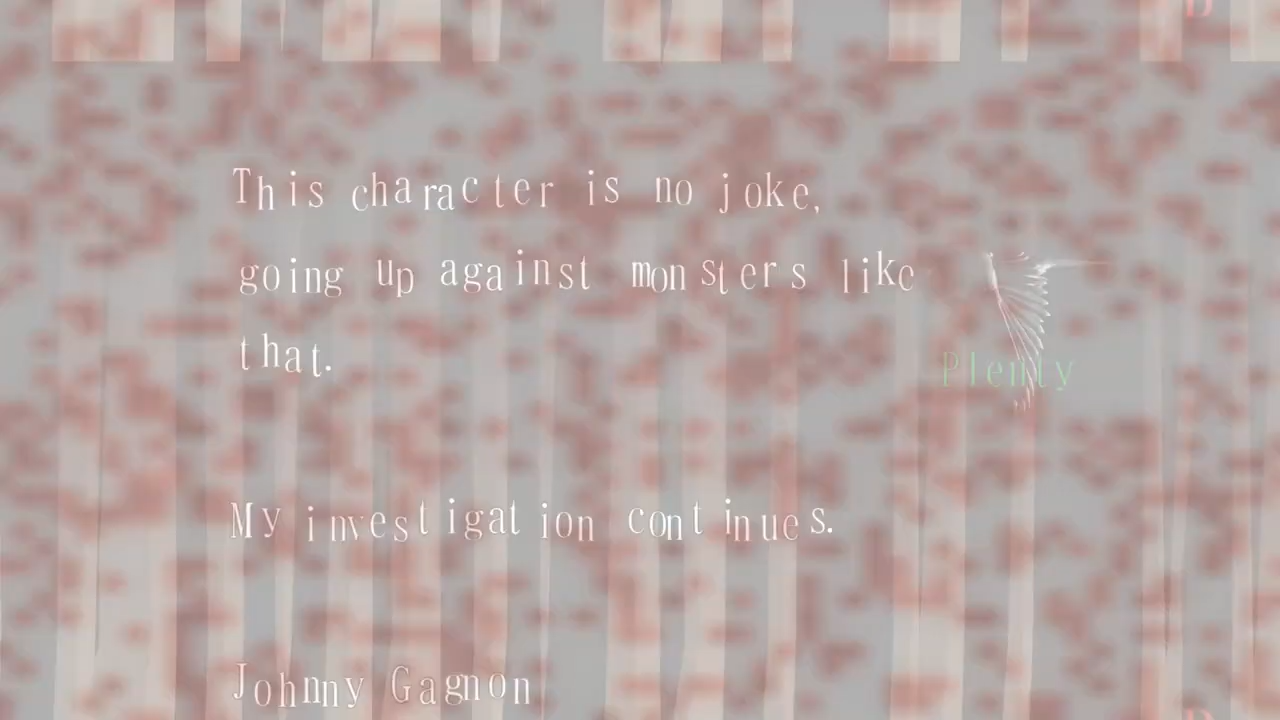 This character is no joke,
going up against monsters like
that.
Plenty
My investigation continues.
Johnny Gagnon